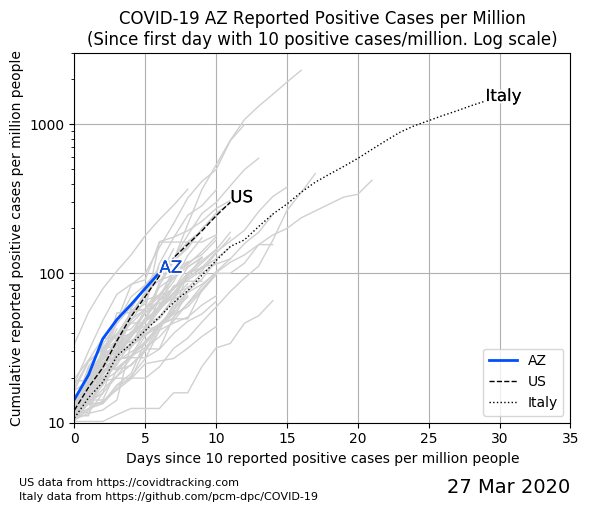 COVID-19 AZ Reported Positive Cases per Million
(Since first day with 10 positive cases/million. Log scale)
Cumulative reported positive cases per million people
1000
100
10
Italy
US
AZ
AZ
US
Italy
0 5 10 15 20 25 30 35
Days since 10 reported positive cases per million people
US data from https://covidtracking.com
Italy data from https://github.com/pcm-dpc/COVID-19
27 Mar 2020